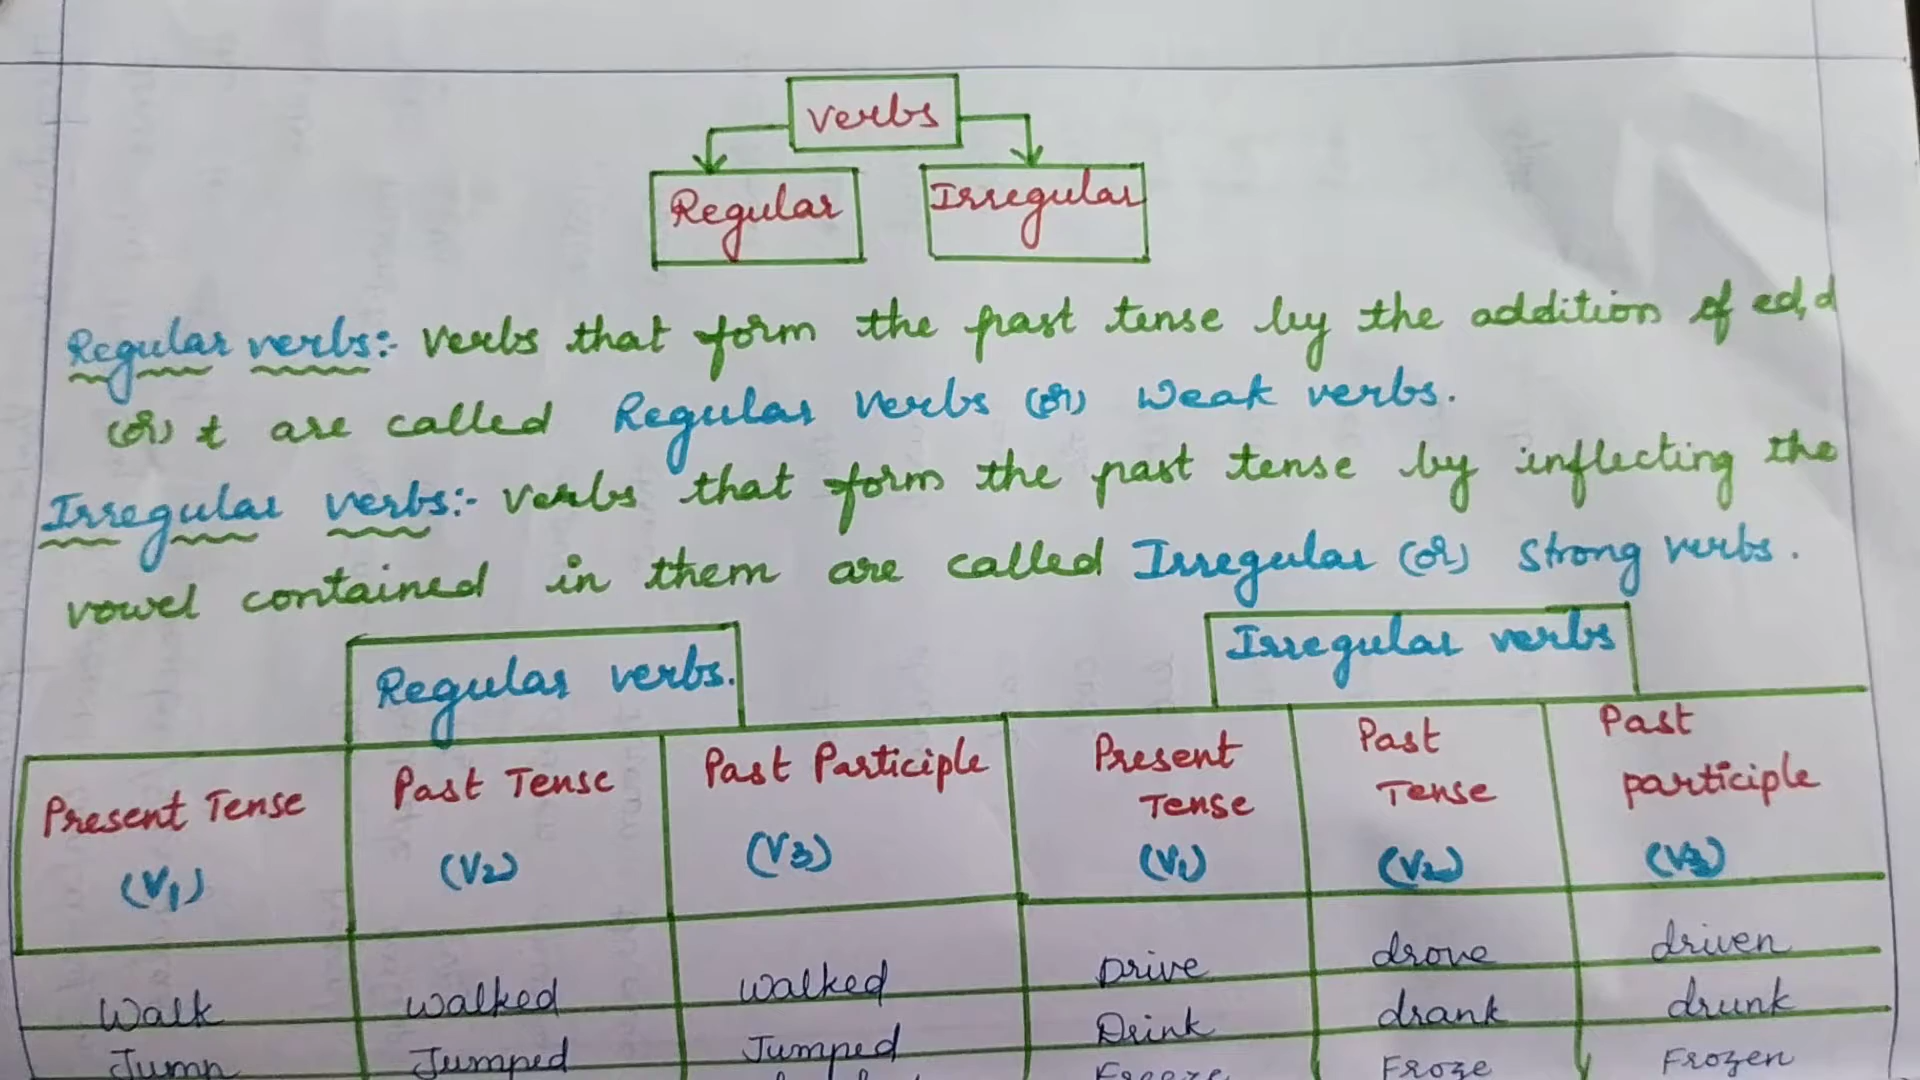 Verbs
Regular Irregular
Regular verbs:- Verbs that form the past tense by the addition of ed, d
(or) t are called Regular Verbs (or) Weak verbs.
Irregular verbs:- Verbs that form the past tense by inflecting the
vowel contained in them are called Irregular (or) Strong verbs.
Regular verbs. Irregular verbs
Present Tense (V1) Past Tense (V2) Past Participle (V3) Present Tense (V1) Past Tense (V2) Past participle (V3)
Walk walked walked Drive drove driven
Jump Jumped Jumped Drink drank drunk
Freeze Froze Frozen